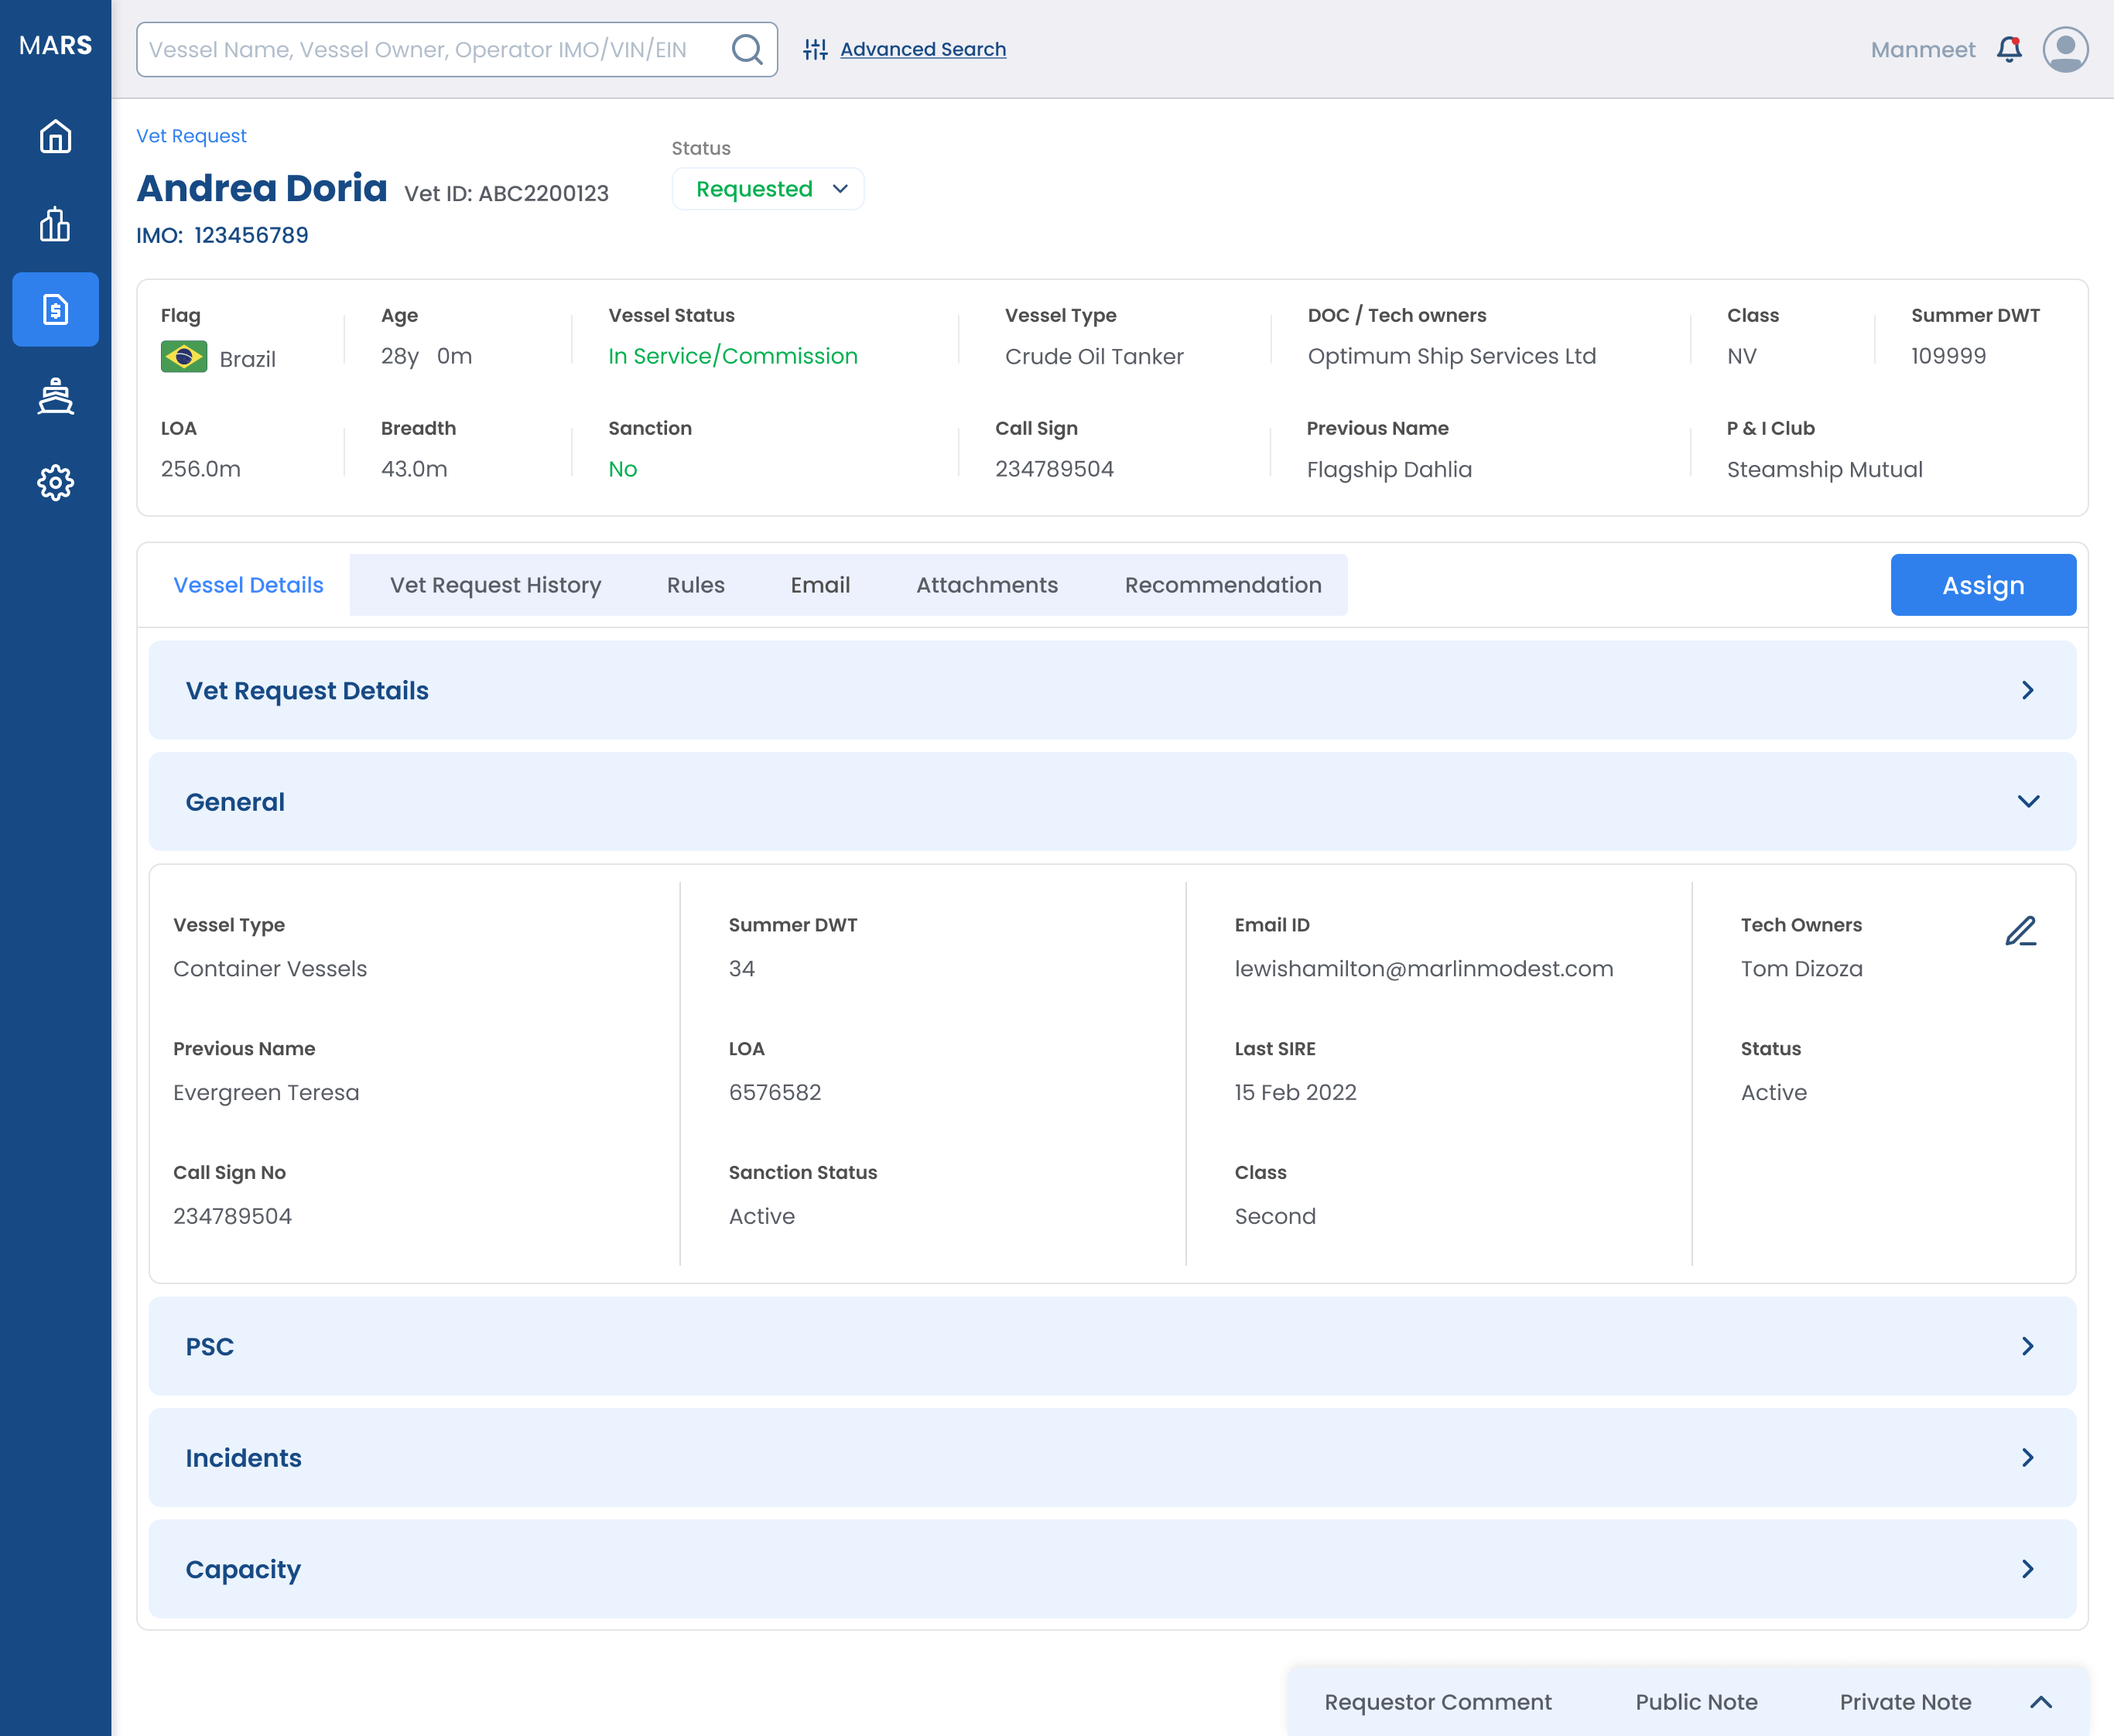 MARS
Vessel Name, Vessel Owner, Operator IMO/VIN/EIN
Advanced Search
Manmeet
Vet Request
Andrea Doria Vet ID: ABC2200123
IMO: 123456789
Status
Requested
Flag Age Vessel Status Vessel Type DOC / Tech owners Class Summer DWT
Brazil 28y 0m In Service/Commission Crude Oil Tanker Optimum Ship Services Ltd NV 109999
LOA Breadth Sanction Call Sign Previous Name P & I Club
256.0m 43.0m No 234789504 Flagship Dahlia Steamship Mutual
Vessel Details Vet Request History Rules Email Attachments Recommendation Assign
Vet Request Details
General
Vessel Type Summer DWT Email ID Tech Owners
Container Vessels 34 lewishamilton@marlinmodest.com Tom Dizoza
Previous Name LOA Last SIRE Status
Evergreen Teresa 6576582 15 Feb 2022 Active
Call Sign No Sanction Status Class
234789504 Active Second
PSC
Incidents
Capacity
Requestor Comment Public Note Private Note